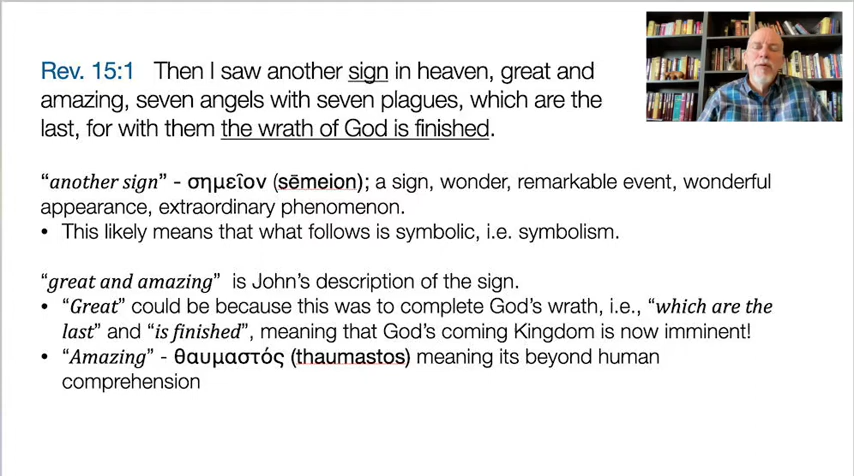 Rev. 15:1 Then I saw another sign in heaven, great and
amazing, seven angels with seven plagues, which are the
last, for with them the wrath of God is finished.
“another sign” - σημεῖον (sēmeion); a sign, wonder, remarkable event, wonderful
appearance, extraordinary phenomenon.
• This likely means that what follows is symbolic, i.e. symbolism.
“great and amazing” is John’s description of the sign.
• “Great” could be because this was to complete God’s wrath, i.e., “which are the
last” and “is finished”, meaning that God’s coming Kingdom is now imminent!
• “Amazing” - θαυμαστός (thaumastos) meaning its beyond human
comprehension